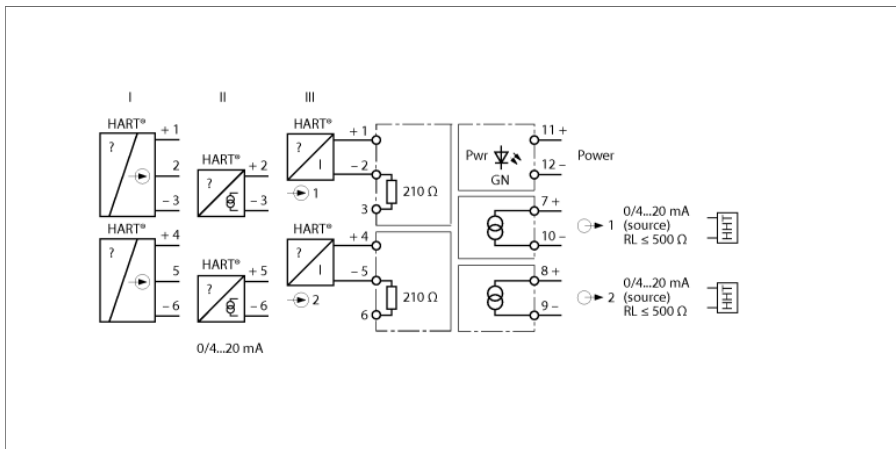 I II III
HART®
? + 1
2
– 3
HART®
? + 2
– 3
HART®
? I + 1
– 2
1
3
210 Ω
Pwr
GN
11 +
12 –
Power
7 +
10 –
1
0/4...20 mA
(source)
RL ≤ 500 Ω
HHT
? + 4
5
– 6
HART®
? + 5
– 6
0/4...20 mA
HART®
? I + 4
– 5
2
6
210 Ω
8 +
9 –
2
0/4...20 mA
(source)
RL ≤ 500 Ω
HHT